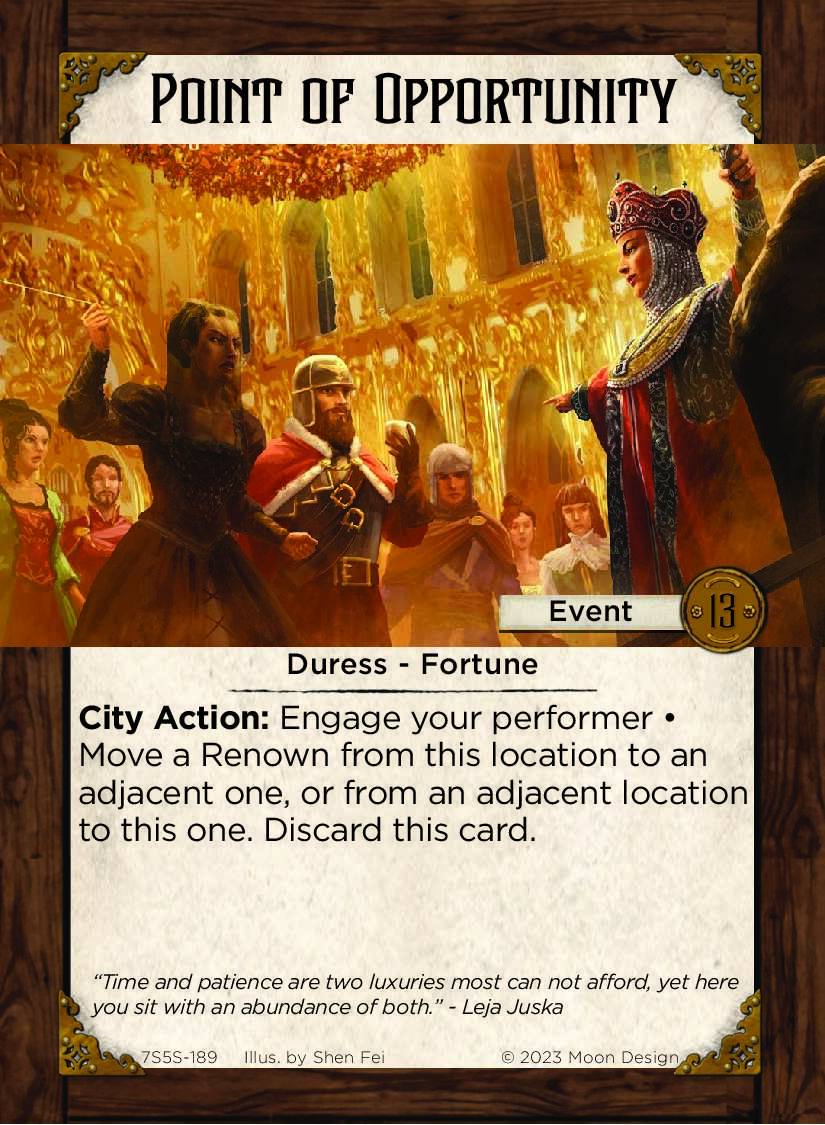 Point of Opportunity
Event
13
Duress - Fortune
City Action: Engage your performer •
Move a Renown from this location to an
adjacent one, or from an adjacent location
to this one. Discard this card.
“Time and patience are two luxuries most can not afford, yet here
you sit with an abundance of both.” - Leja Juska
7S5S-189 Illus. by Shen Fei © 2023 Moon Design